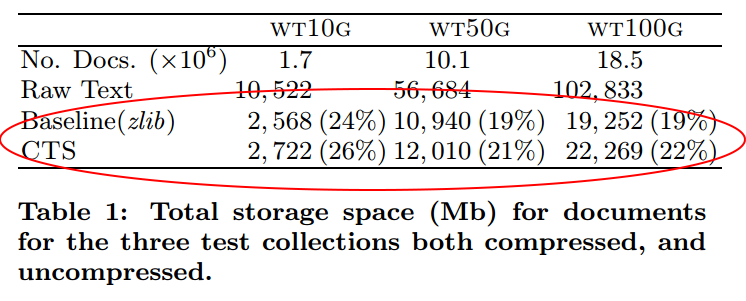 WT10G WT50G WT100G
No. Docs. (×10⁶) 1.7 10.1 18.5
Raw Text 10,522 56,684 102,833
Baseline(zlib) 2,568 (24%) 10,940 (19%) 19,252 (19%)
CTS 2,722 (26%) 12,010 (21%) 22,269 (22%)
Table 1: Total storage space (Mb) for documents
for the three test collections both compressed, and
uncompressed.